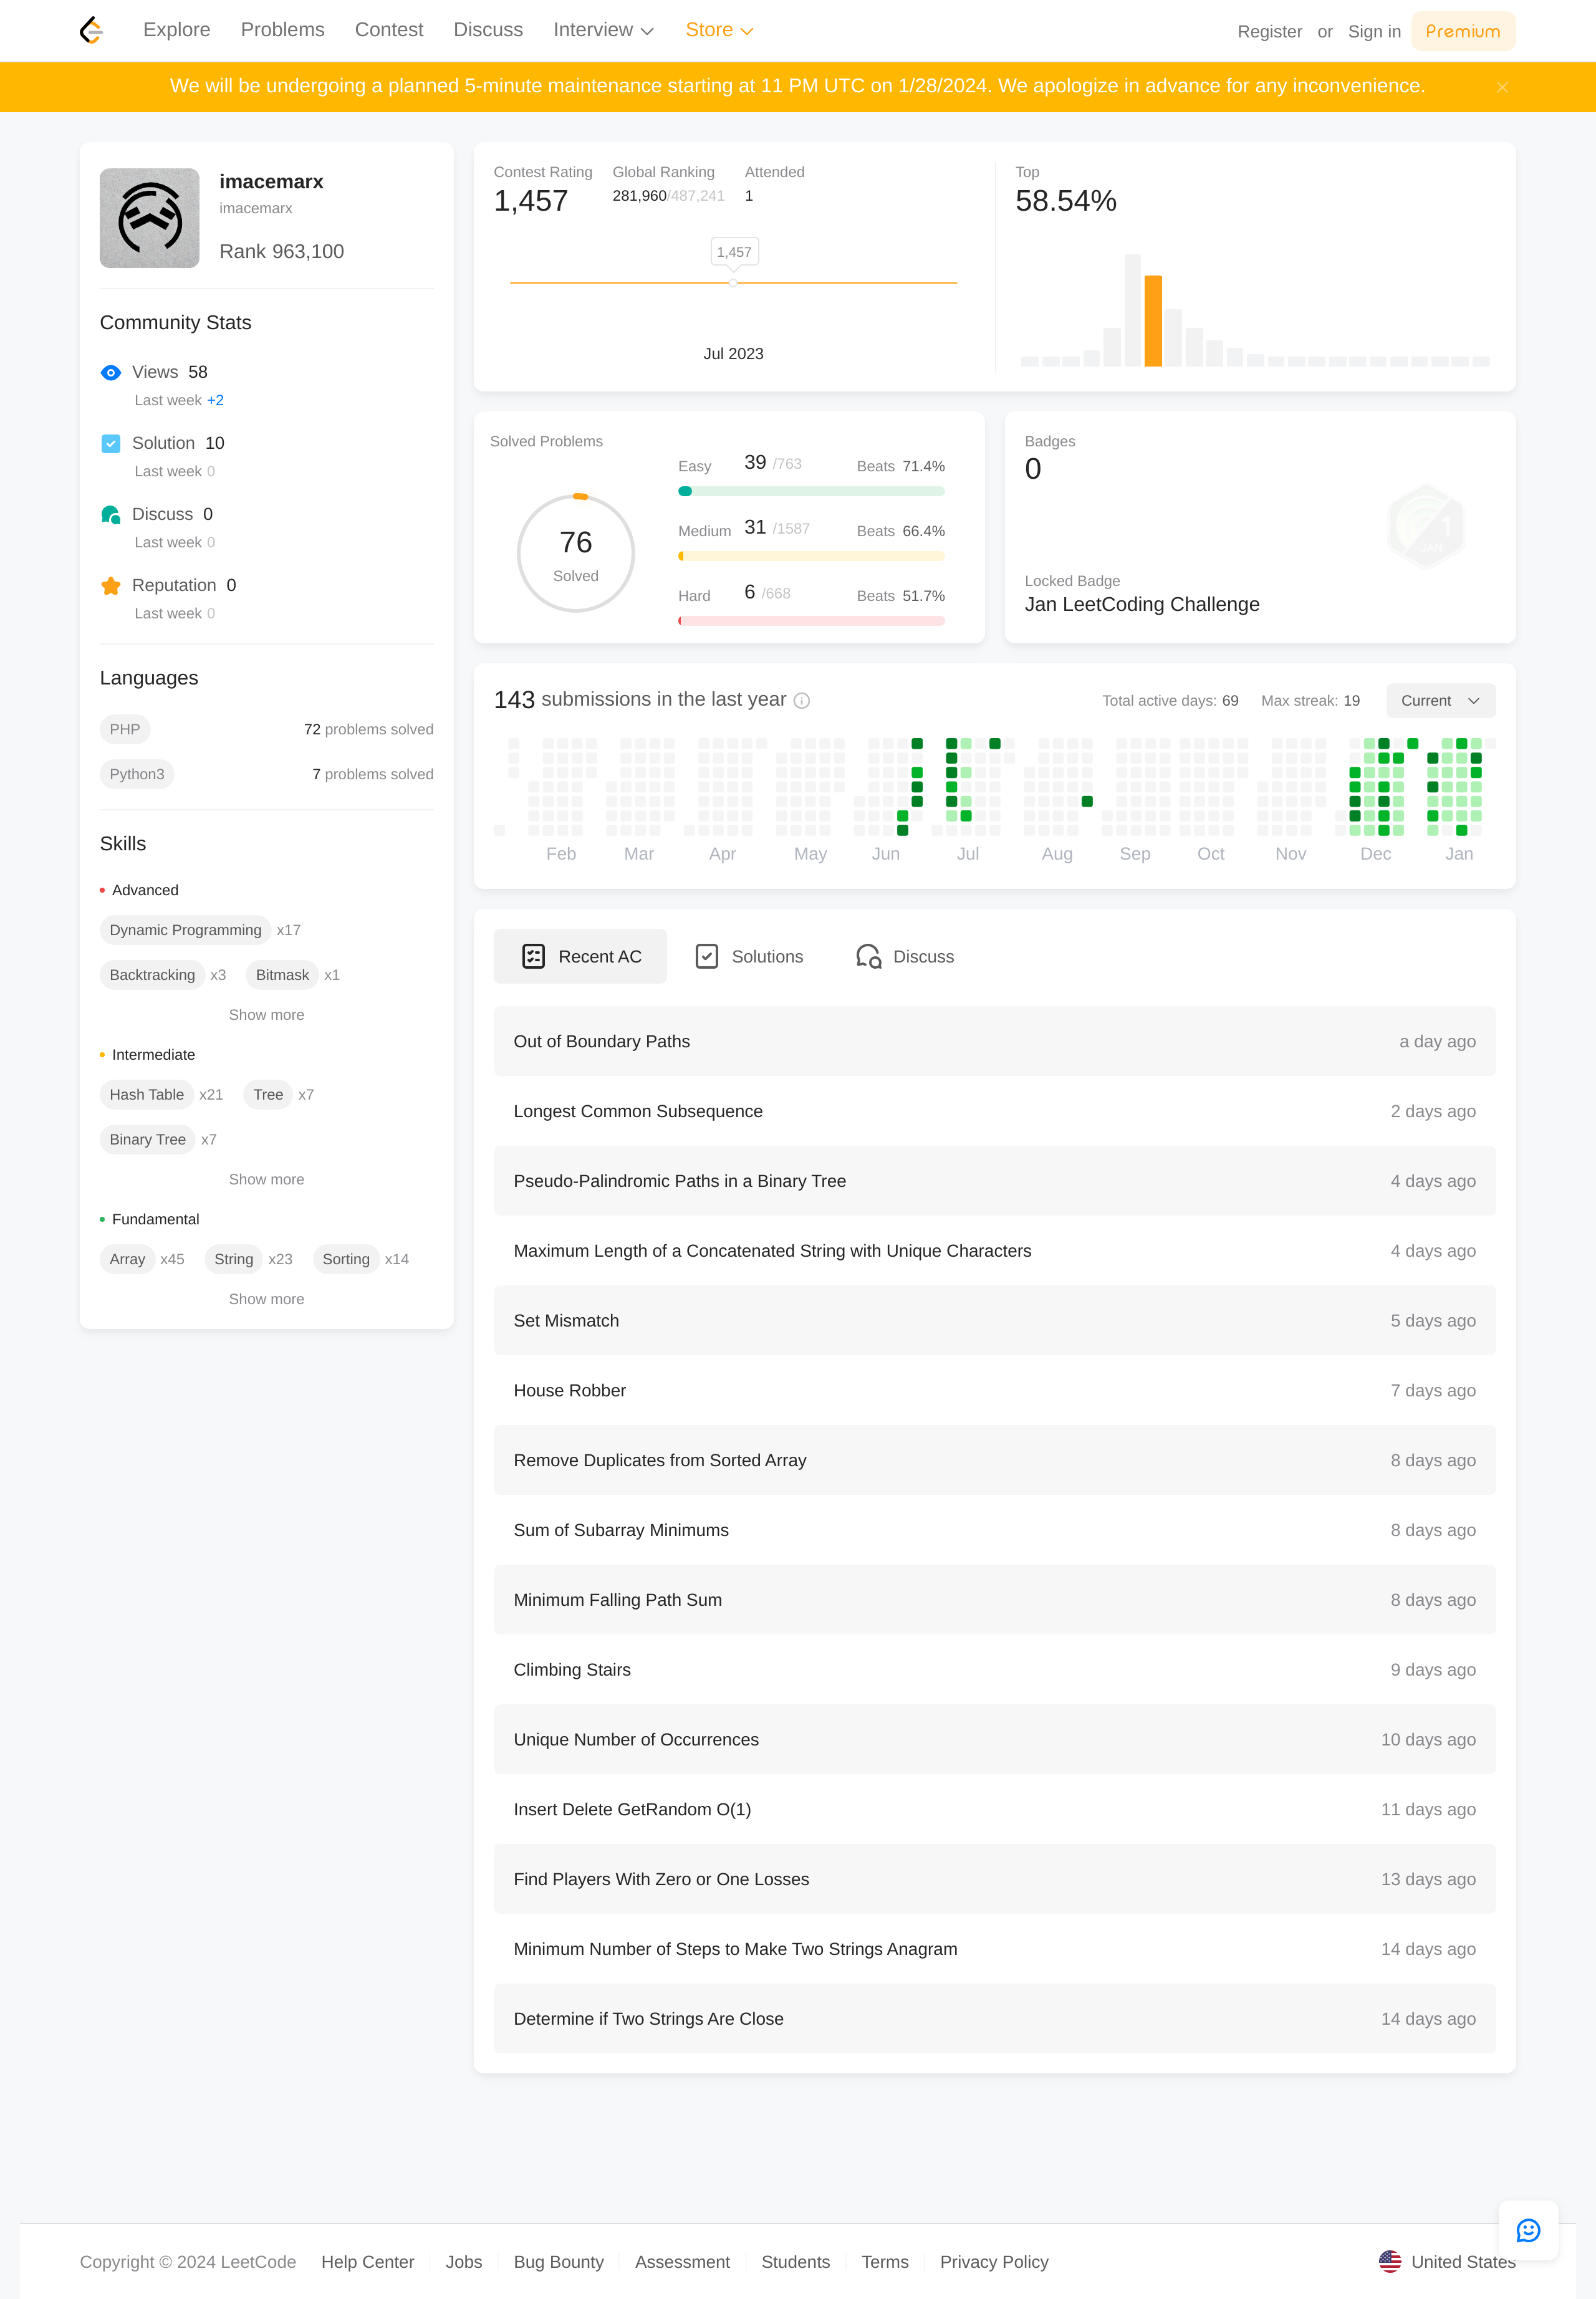 Explore Problems Contest Discuss Interview Store Register or Sign in Premium
We will be undergoing a planned 5-minute maintenance starting at 11 PM UTC on 1/28/2024. We apologize in advance for any inconvenience.
imacemarx
imacemarx
Rank 963,100
Community Stats
Views 58
Last week +2
Solution 10
Last week 0
Discuss 0
Last week 0
Reputation 0
Last week 0
Languages
PHP 72 problems solved
Python3 7 problems solved
Skills
Advanced
Dynamic Programming x17
Backtracking x3 Bitmask x1
Show more
Intermediate
Hash Table x21 Tree x7
Binary Tree x7
Show more
Fundamental
Array x45 String x23 Sorting x14
Show more
Contest Rating Global Ranking Attended
1,457 281,960/487,241 1
1,457
Jul 2023
Top
58.54%
Solved Problems
76
Solved
Easy 39 /763 Beats 71.4%
Medium 31 /1587 Beats 66.4%
Hard 6 /668 Beats 51.7%
Badges
0
1
JAN
Locked Badge
Jan LeetCoding Challenge
143 submissions in the last year Total active days: 69 Max streak: 19 Current
Feb Mar Apr May Jun Jul Aug Sep Oct Nov Dec Jan
Recent AC Solutions Discuss
Out of Boundary Paths a day ago
Longest Common Subsequence 2 days ago
Pseudo-Palindromic Paths in a Binary Tree 4 days ago
Maximum Length of a Concatenated String with Unique Characters 4 days ago
Set Mismatch 5 days ago
House Robber 7 days ago
Remove Duplicates from Sorted Array 8 days ago
Sum of Subarray Minimums 8 days ago
Minimum Falling Path Sum 8 days ago
Climbing Stairs 9 days ago
Unique Number of Occurrences 10 days ago
Insert Delete GetRandom O(1) 11 days ago
Find Players With Zero or One Losses 13 days ago
Minimum Number of Steps to Make Two Strings Anagram 14 days ago
Determine if Two Strings Are Close 14 days ago
Copyright © 2024 LeetCode Help Center Jobs Bug Bounty Assessment Students Terms Privacy Policy United States